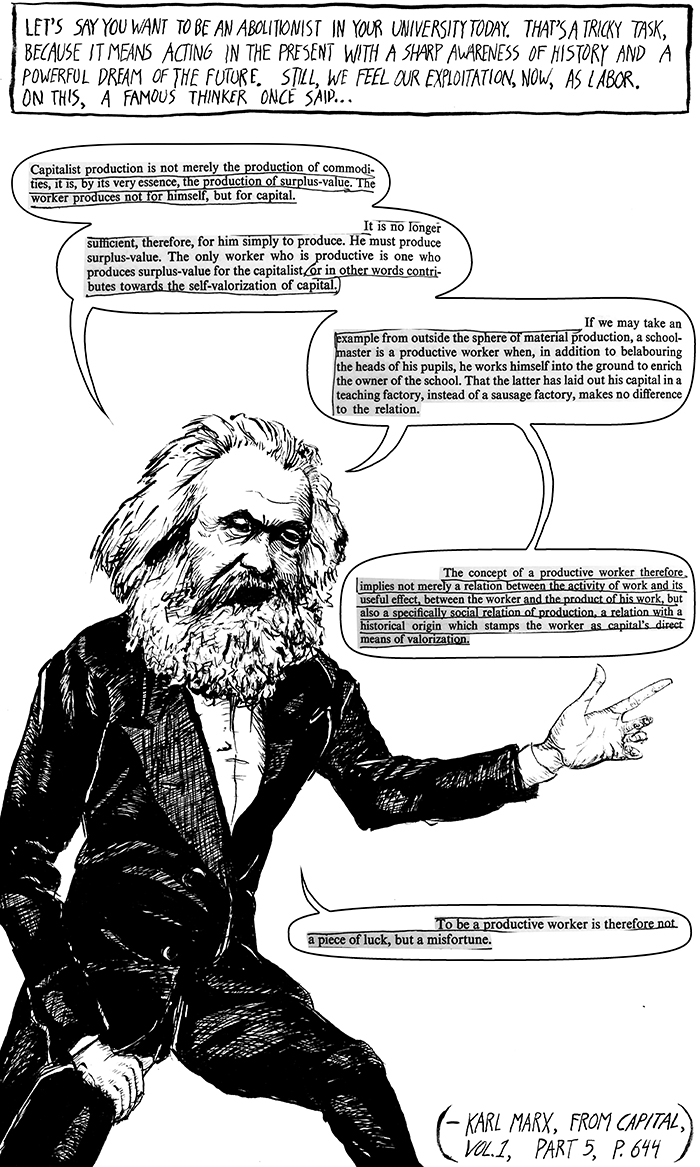 LET'S SAY YOU WANT TO BE AN ABOLITIONIST IN YOUR UNIVERSITY TODAY. THAT'S A TRICKY TASK,
BECAUSE IT MEANS ACTING IN THE PRESENT WITH A SHARP AWARENESS OF HISTORY AND A
POWERFUL DREAM OF THE FUTURE. STILL, WE FEEL OUR EXPLOITATION, NOW, AS LABOR.
ON THIS, A FAMOUS THINKER ONCE SAID...
Capitalist production is not merely the production of commodi-
ties, it is, by its very essence, the production of surplus-value. The
worker produces not for himself, but for capital.
It is no longer
sufficient, therefore, for him simply to produce. He must produce
surplus-value. The only worker who is productive is one who
produces surplus-value for the capitalist, or in other words contri-
butes towards the self-valorization of capital.
If we may take an
example from outside the sphere of material production, a school-
master is a productive worker when, in addition to belabouring
the heads of his pupils, he works himself into the ground to enrich
the owner of the school. That the latter has laid out his capital in a
teaching factory, instead of a sausage factory, makes no difference
to the relation.
The concept of a productive worker therefore
implies not merely a relation between the activity of work and its
useful effect, between the worker and the product of his work, but
also a specifically social relation of production, a relation with a
historical origin which stamps the worker as capital's direct
means of valorization.
To be a productive worker is therefore not
a piece of luck, but a misfortune.
(- KARL MARX, FROM CAPITAL,
VOL. 1, PART 5, P. 644)